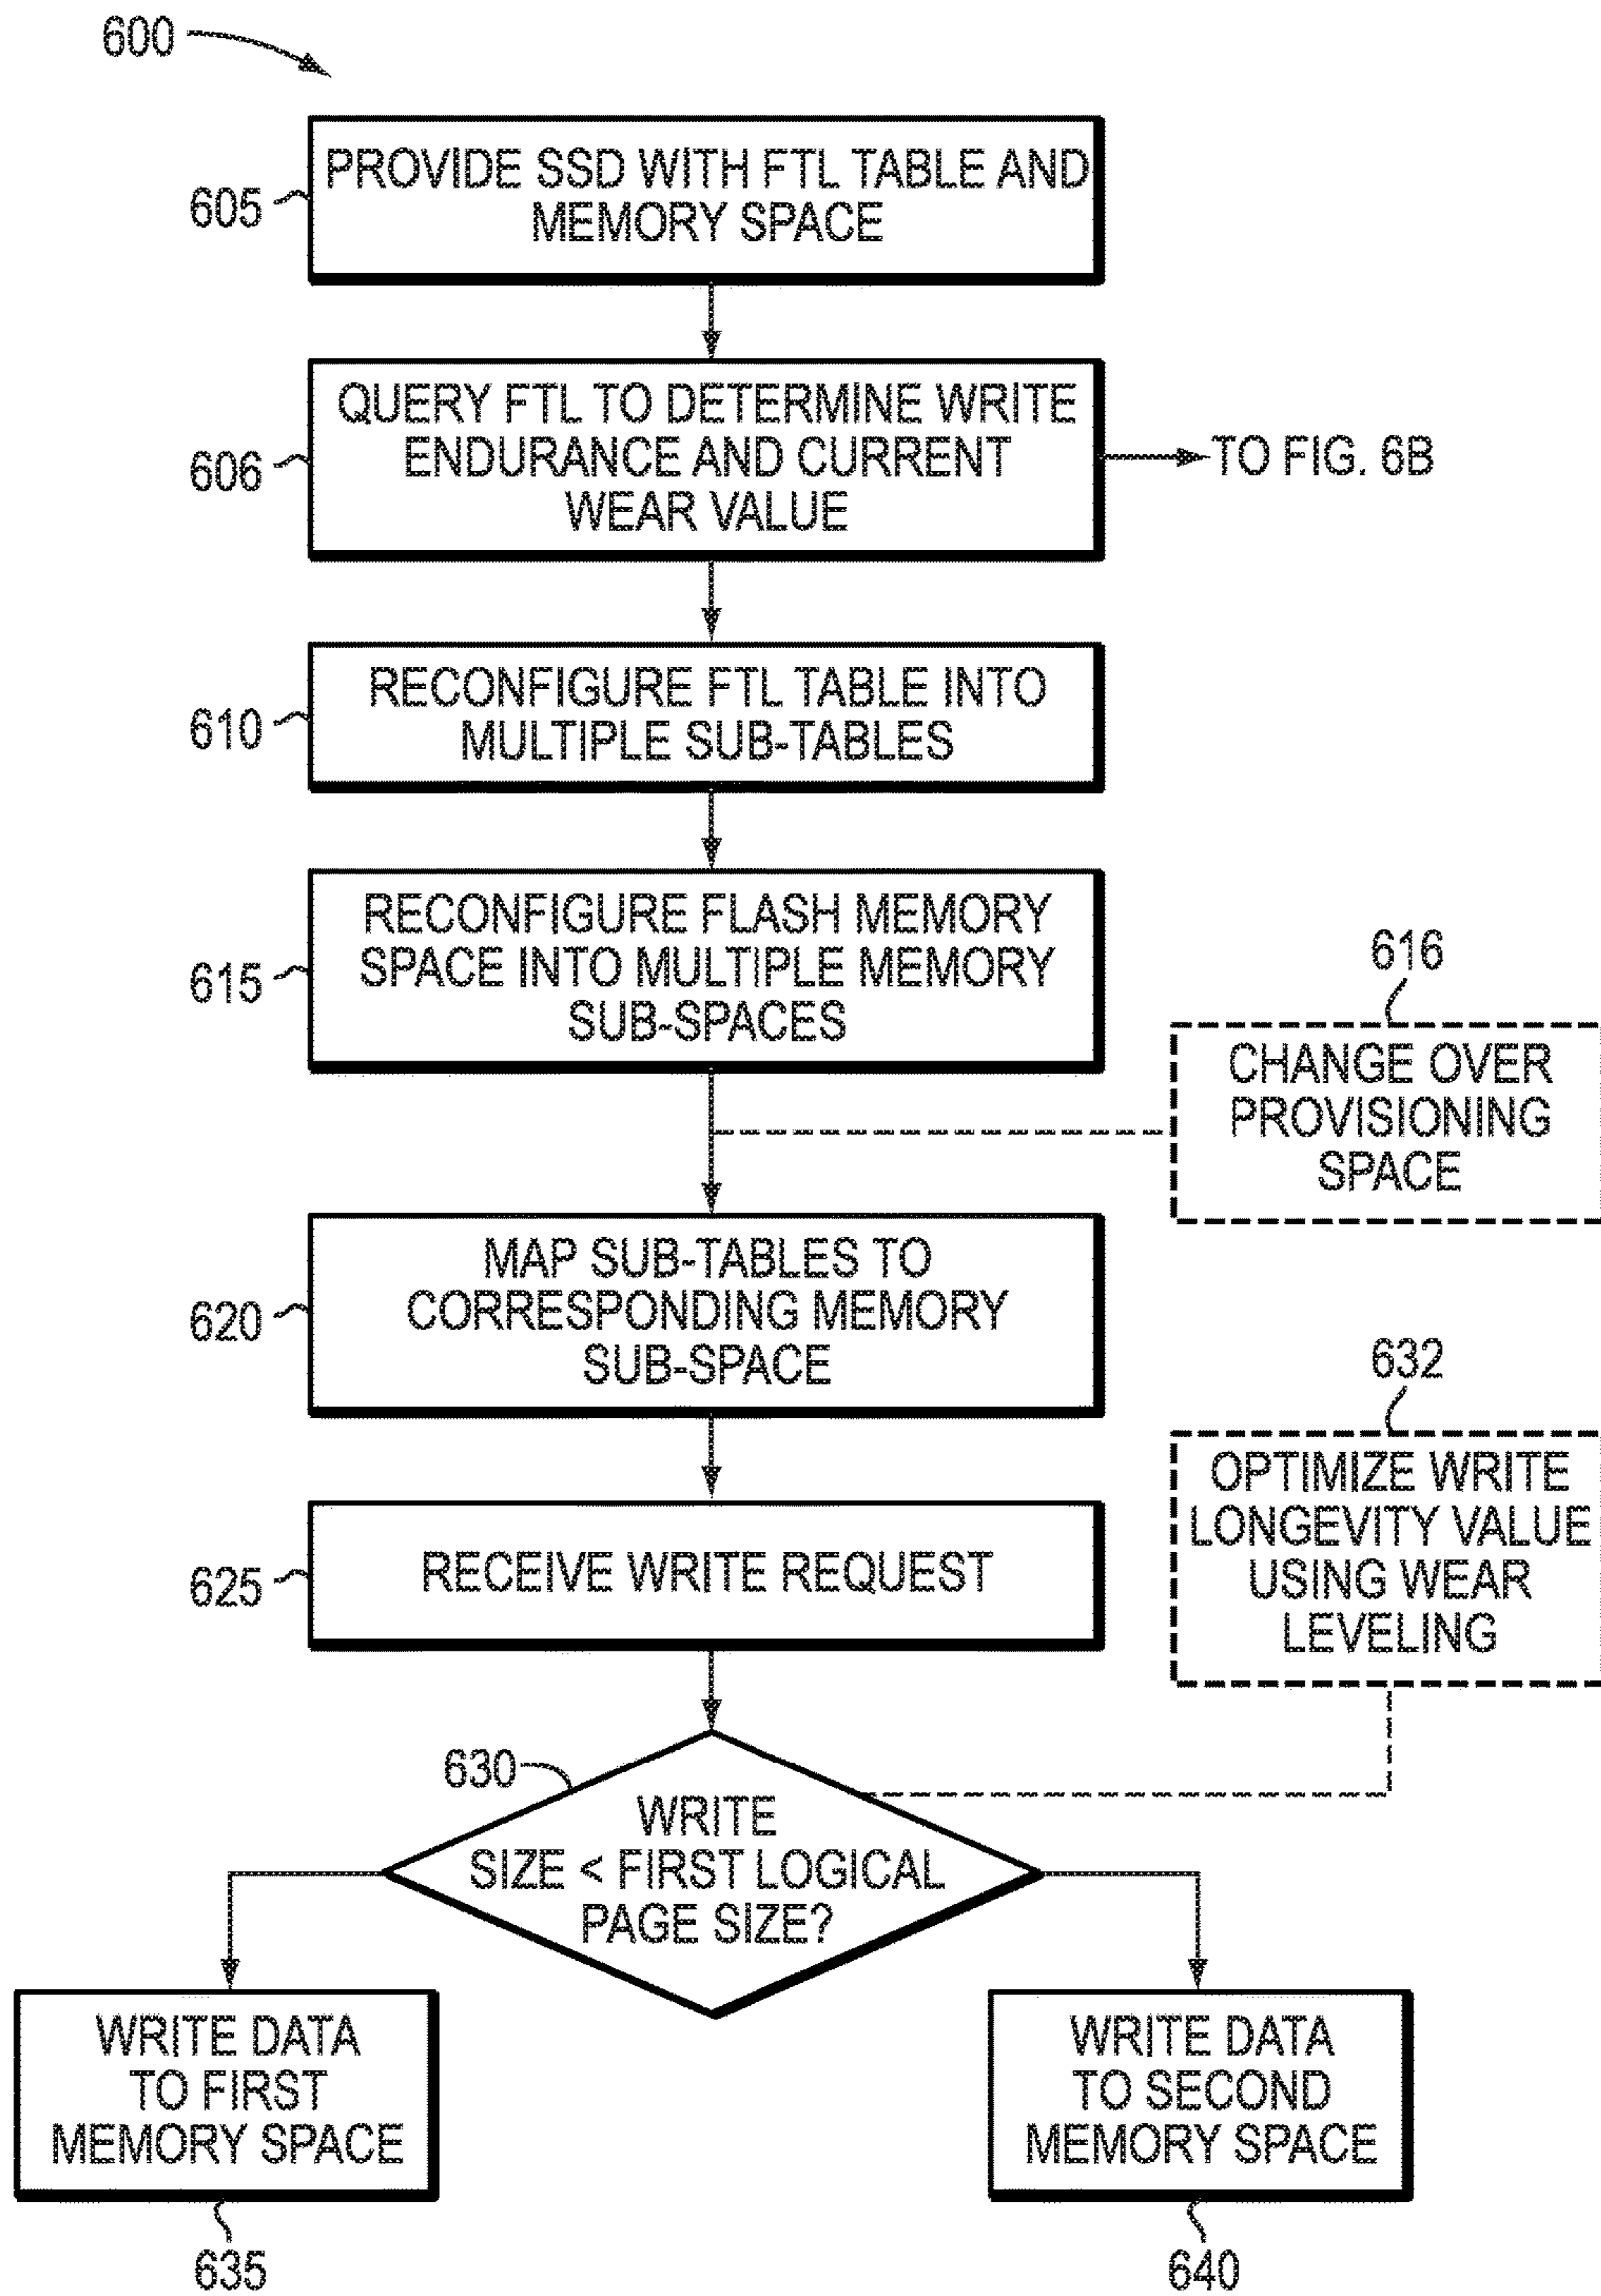 600
PROVIDE SSD WITH FTL TABLE AND
MEMORY SPACE
605
QUERY FTL TO DETERMINE WRITE
ENDURANCE AND CURRENT
WEAR VALUE
606
TO FIG. 6B
RECONFIGURE FTL TABLE INTO
MULTIPLE SUB-TABLES
610
RECONFIGURE FLASH MEMORY
SPACE INTO MULTIPLE MEMORY
SUB-SPACES
615
616
CHANGE OVER
PROVISIONING
SPACE
MAP SUB-TABLES TO
CORRESPONDING MEMORY
SUB-SPACE
620
632
OPTIMIZE WRITE
LONGEVITY VALUE
USING WEAR
LEVELING
RECEIVE WRITE REQUEST
625
630
WRITE
SIZE < FIRST LOGICAL
PAGE SIZE?
WRITE DATA
TO FIRST
MEMORY SPACE
635
WRITE DATA
TO SECOND
MEMORY SPACE
640